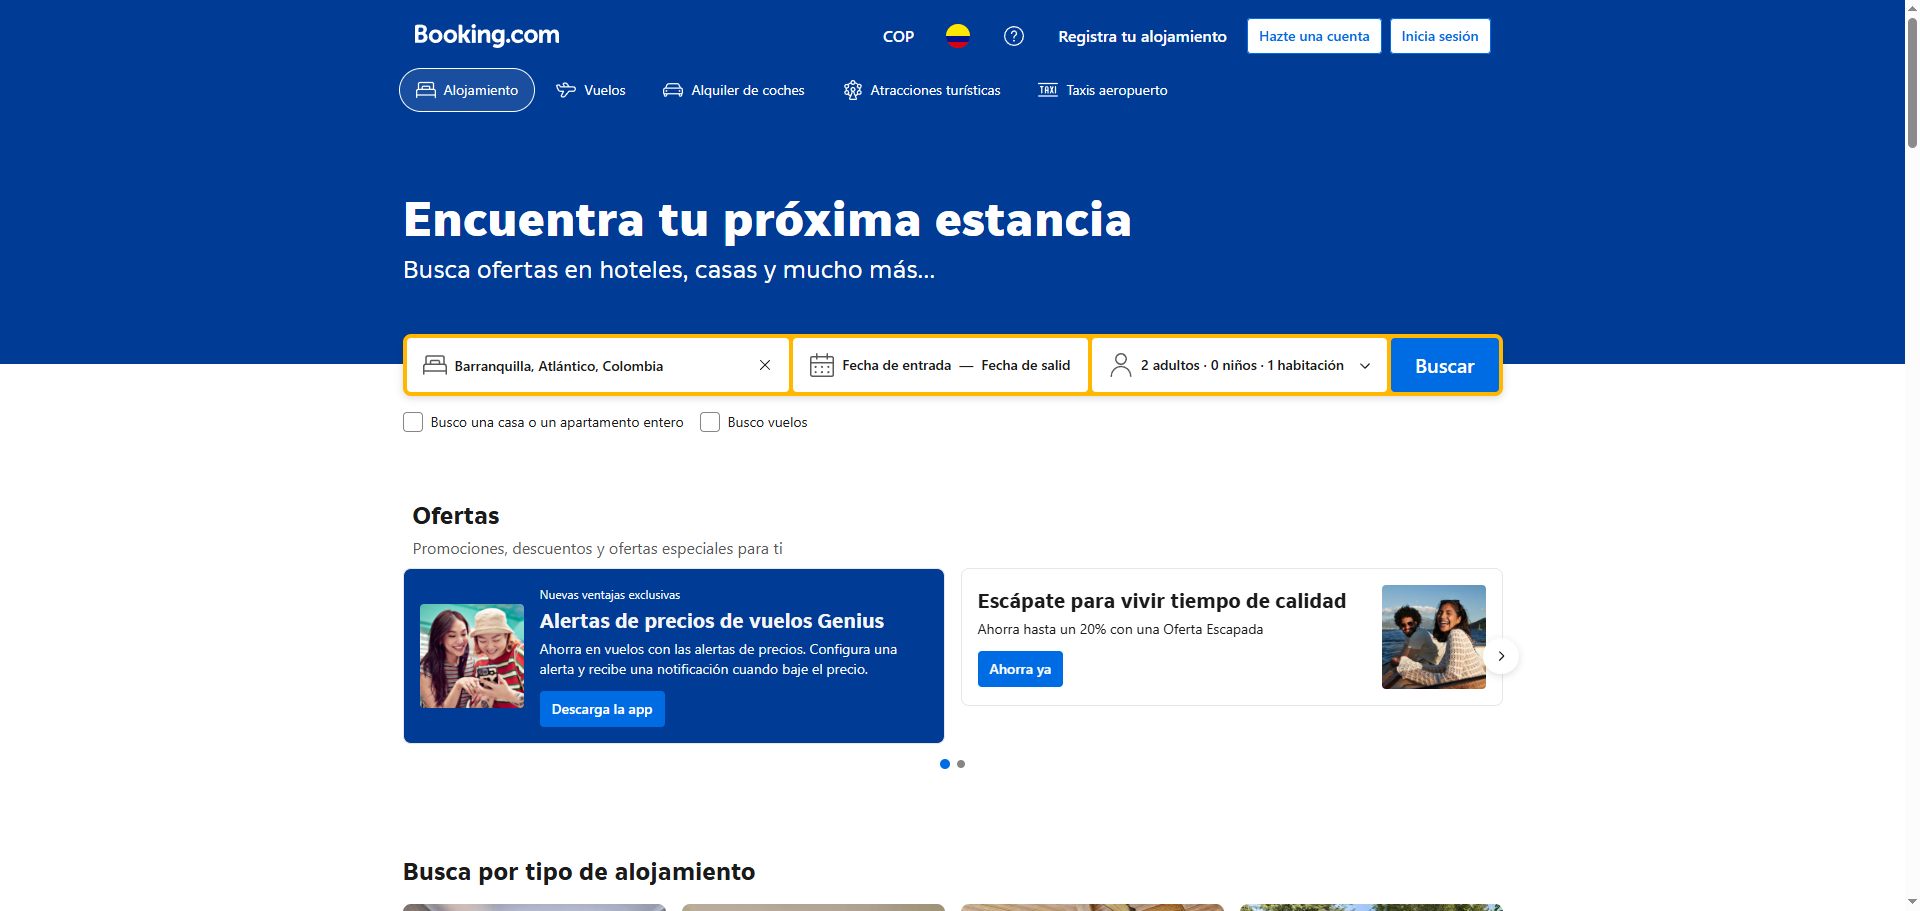 Booking.com
COP
Registra tu alojamiento
Hazte una cuenta
Inicia sesión
Alojamiento
Vuelos
Alquiler de coches
Atracciones turísticas
TAXI
Taxis aeropuerto
Encuentra tu próxima estancia
Busca ofertas en hoteles, casas y mucho más...
Barranquilla, Atlántico, Colombia
Fecha de entrada — Fecha de salid
2 adultos · 0 niños · 1 habitación
Buscar
Busco una casa o un apartamento entero
Busco vuelos
Ofertas
Promociones, descuentos y ofertas especiales para ti
Nuevas ventajas exclusivas
Alertas de precios de vuelos Genius
Ahorra en vuelos con las alertas de precios. Configura una
alerta y recibe una notificación cuando baje el precio.
Descarga la app
Escápate para vivir tiempo de calidad
Ahorra hasta un 20% con una Oferta Escapada
Ahorra ya
Busca por tipo de alojamiento